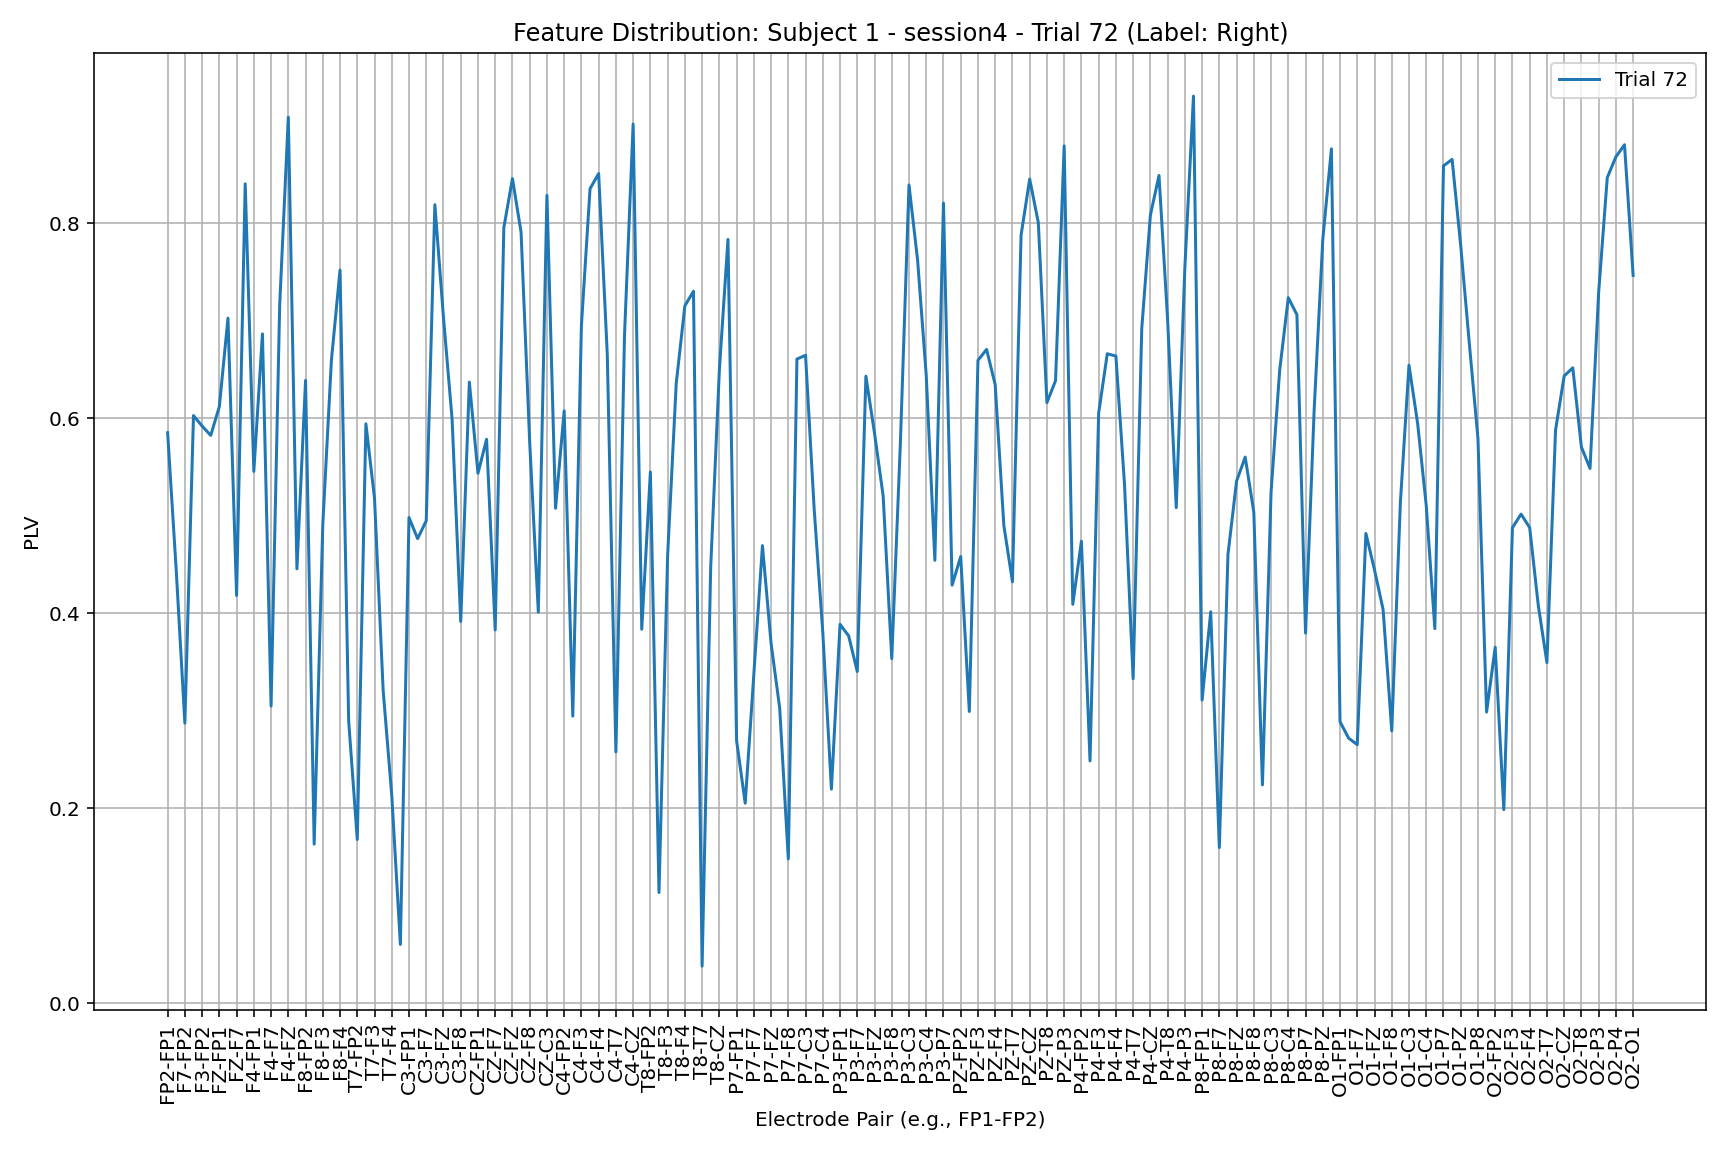 Feature Distribution: Subject 1 - session4 - Trial 72 (Label: Right)
Trial 72
PLV
0.8
0.6
0.4
0.2
0.0
FP2-FP1
F7-FP2
F3-FP2
FZ-FP1
FZ-F7
F4-FP1
F4-F7
F4-FZ
F8-FP2
F8-F3
F8-F4
T7-FP2
T7-F3
T7-F4
C3-FP1
C3-F7
C3-FZ
C3-F8
CZ-FP1
CZ-F7
CZ-FZ
CZ-F8
CZ-C3
C4-FP2
C4-F3
C4-F4
C4-T7
C4-CZ
T8-FP2
T8-F3
T8-F4
T8-T7
T8-CZ
P7-FP1
P7-F7
P7-FZ
P7-F8
P7-C3
P7-C4
P3-FP1
P3-F7
P3-FZ
P3-F8
P3-C3
P3-C4
P3-P7
PZ-FP2
PZ-F3
PZ-F4
PZ-T7
PZ-CZ
PZ-T8
PZ-P3
P4-FP2
P4-F3
P4-F4
P4-T7
P4-CZ
P4-T8
P4-P3
P8-FP1
P8-F7
P8-FZ
P8-F8
P8-C3
P8-C4
P8-P7
P8-PZ
O1-FP1
O1-F7
O1-FZ
O1-F8
O1-C3
O1-C4
O1-P7
O1-PZ
O1-P8
O2-FP2
O2-F3
O2-F4
O2-T7
O2-CZ
O2-T8
O2-P3
O2-P4
O2-O1
Electrode Pair (e.g., FP1-FP2)